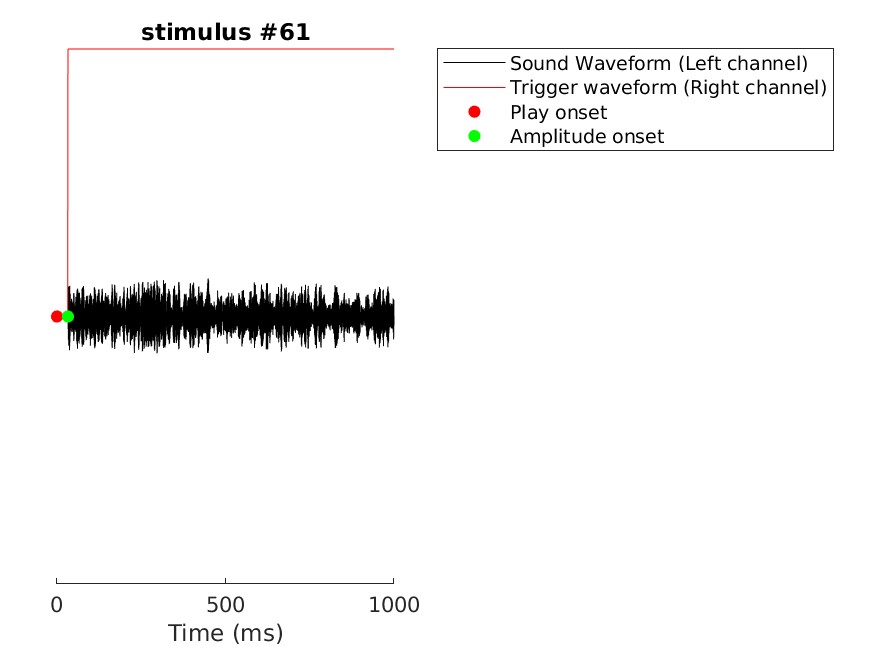 stimulus #61
Sound Waveform (Left channel)
Trigger waveform (Right channel)
Play onset
Amplitude onset
0 500 1000
Time (ms)